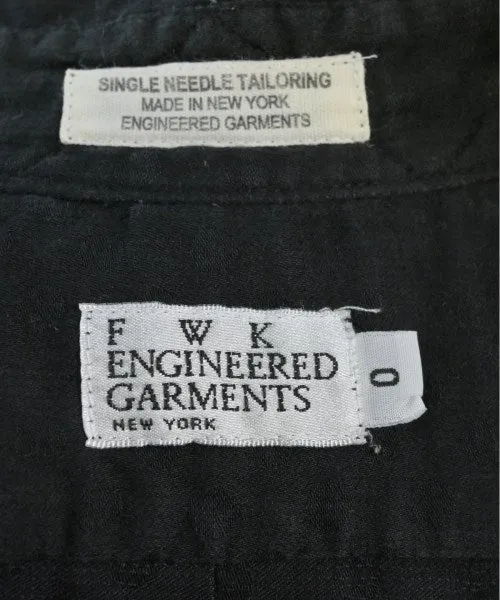 SINGLE NEEDLE TAILORING
MADE IN NEW YORK
ENGINEERED GARMENTS
F W K
ENGINEERED
GARMENTS
NEW YORK
0